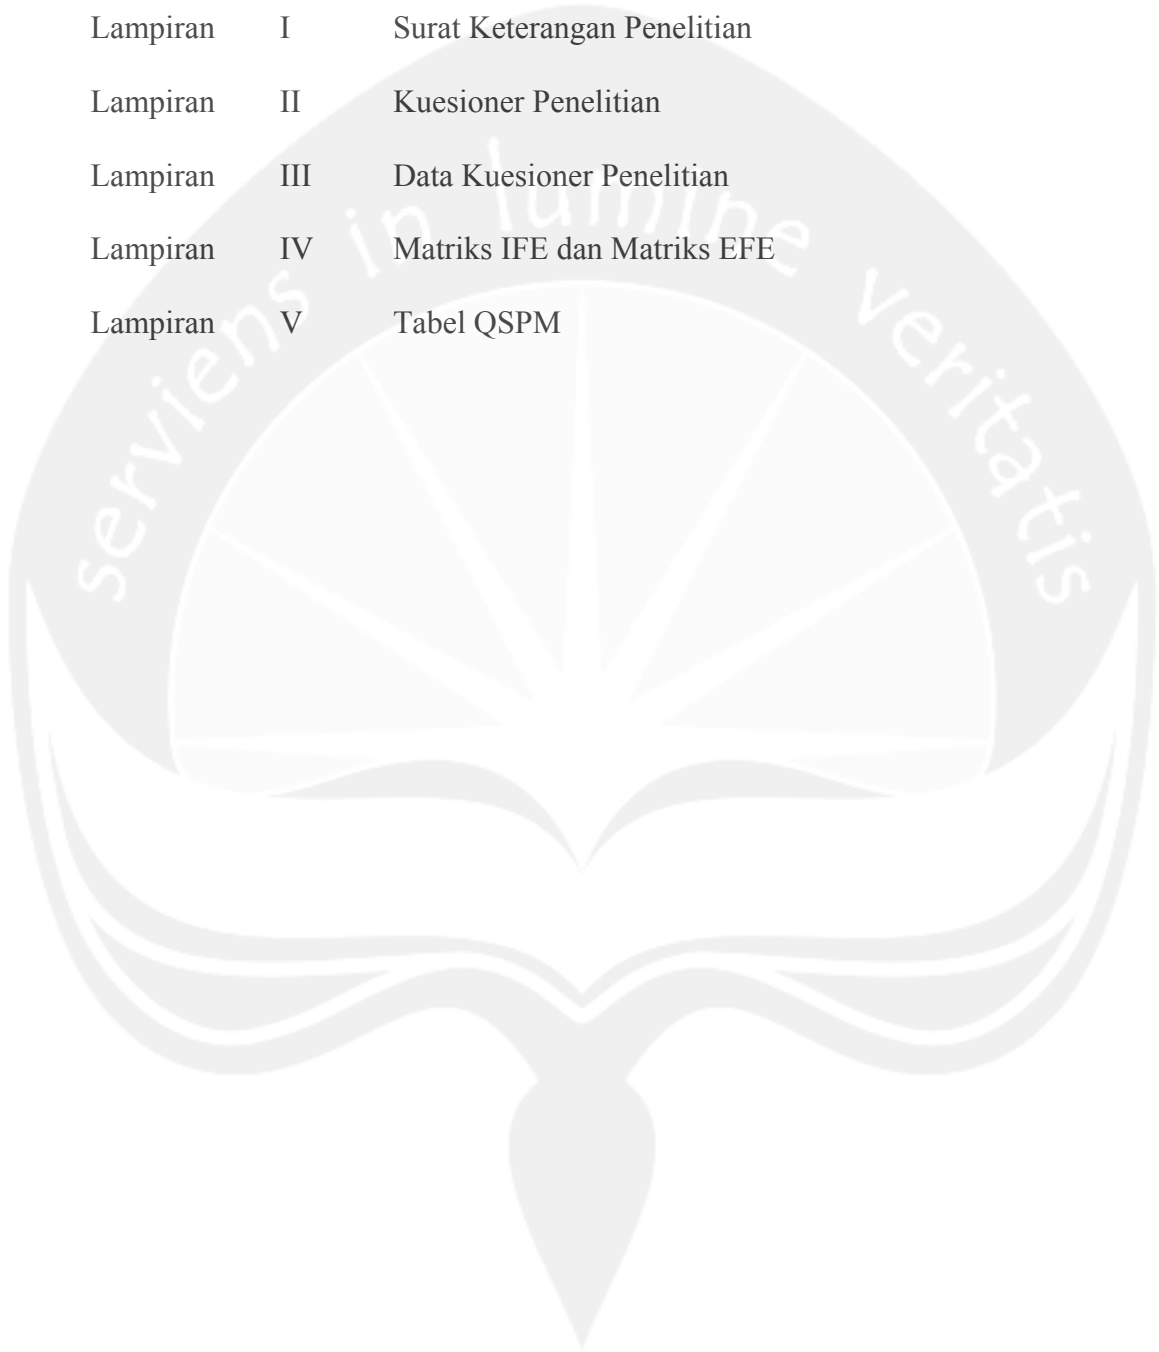 Lampiran I Surat Keterangan Penelitian
Lampiran II Kuesioner Penelitian
Lampiran III Data Kuesioner Penelitian
Lampiran IV Matriks IFE dan Matriks EFE
Lampiran V Tabel QSPM
serviens in lumine veritatis